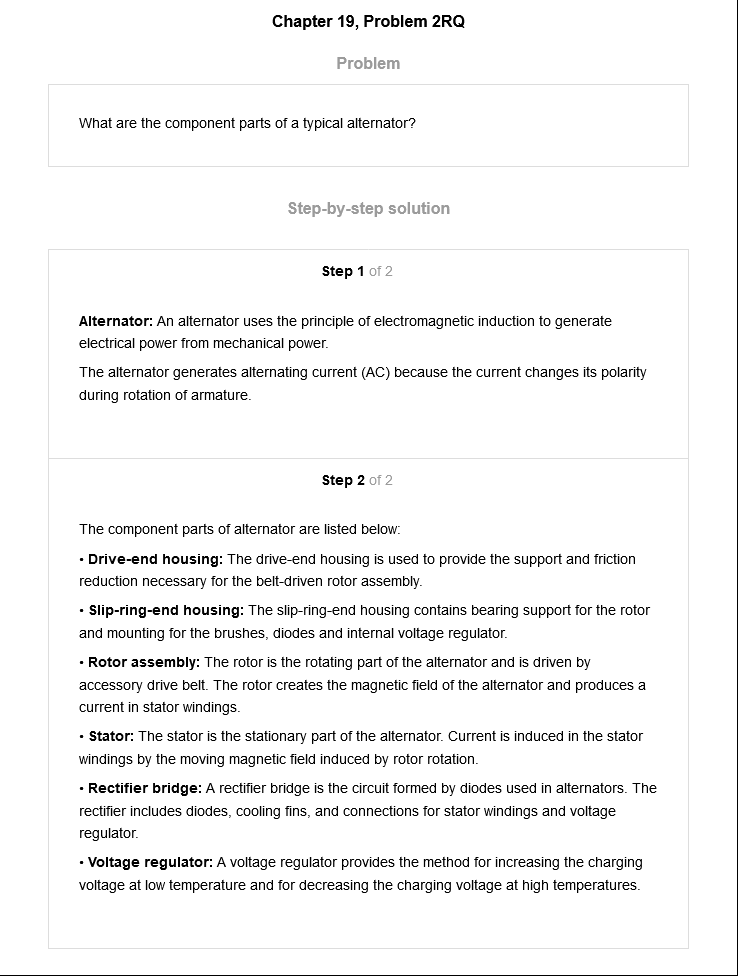 Chapter 19, Problem 2RQ
Problem
What are the component parts of a typical alternator?
Step-by-step solution
Step 1 of 2
Alternator: An alternator uses the principle of electromagnetic induction to generate
electrical power from mechanical power.
The alternator generates alternating current (AC) because the current changes its polarity
during rotation of armature.
Step 2 of 2
The component parts of alternator are listed below:
• Drive-end housing: The drive-end housing is used to provide the support and friction
reduction necessary for the belt-driven rotor assembly.
• Slip-ring-end housing: The slip-ring-end housing contains bearing support for the rotor
and mounting for the brushes, diodes and internal voltage regulator.
• Rotor assembly: The rotor is the rotating part of the alternator and is driven by
accessory drive belt. The rotor creates the magnetic field of the alternator and produces a
current in stator windings.
• Stator: The stator is the stationary part of the alternator. Current is induced in the stator
windings by the moving magnetic field induced by rotor rotation.
• Rectifier bridge: A rectifier bridge is the circuit formed by diodes used in alternators. The
rectifier includes diodes, cooling fins, and connections for stator windings and voltage
regulator.
• Voltage regulator: A voltage regulator provides the method for increasing the charging
voltage at low temperature and for decreasing the charging voltage at high temperatures.